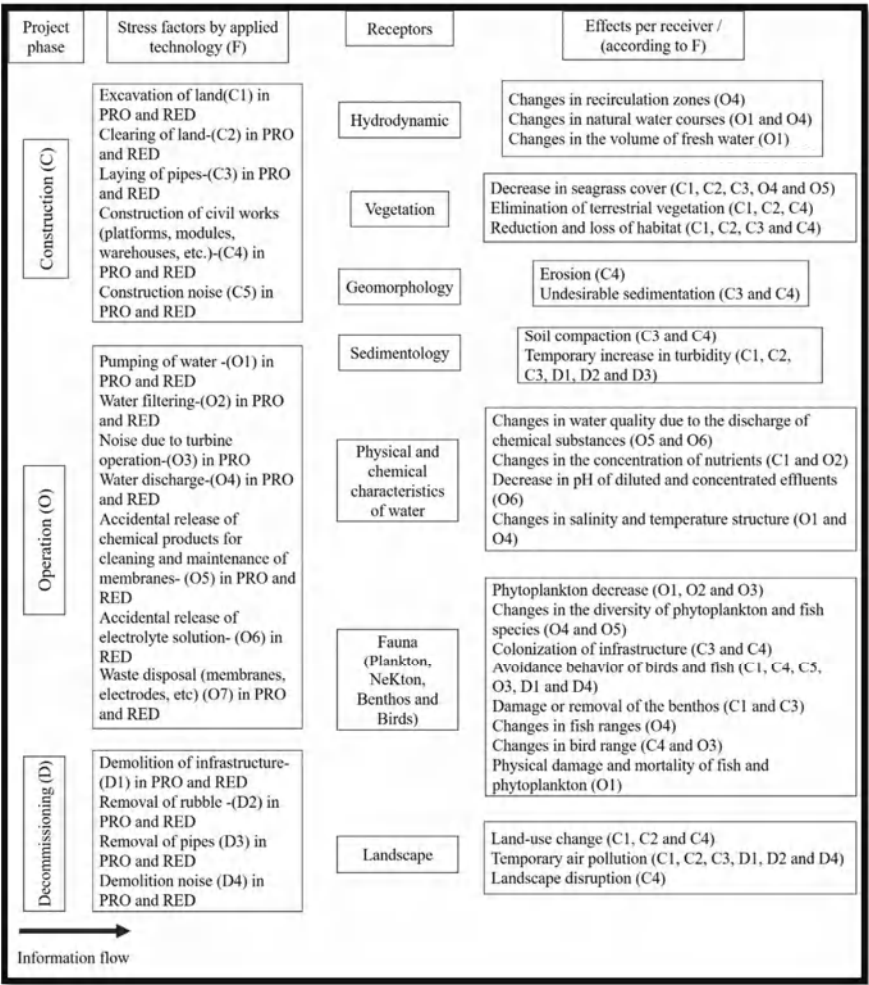 Project
phase
Stress factors by applied
technology (F)
Receptors
Effects per receiver /
(according to F)
Construction (C)
Excavation of land(C1) in
PRO and RED
Clearing of land-(C2) in PRO
and RED
Laying of pipes-(C3) in PRO
and RED
Construction of civil works
(platforms, modules,
warehouses, etc.)-(C4) in
PRO and RED
Construction noise (C5) in
PRO and RED
Operation (O)
Pumping of water -(O1) in
PRO and RED
Water filtering-(O2) in PRO
and RED
Noise due to turbine
operation-(O3) in PRO
Water discharge-(O4) in PRO
and RED
Accidental release of
chemical products for
cleaning and maintenance of
membranes- (O5) in PRO and
RED
Accidental release of
electrolyte solution- (O6) in
RED
Waste disposal (membranes,
electrodes, etc) (O7) in PRO
and RED
Decommissioning (D)
Demolition of infrastructure-
(D1) in PRO and RED
Removal of rubble -(D2) in
PRO and RED
Removal of pipes (D3) in
PRO and RED
Demolition noise (D4) in
PRO and RED
Hydrodynamic
Changes in recirculation zones (O4)
Changes in natural water courses (O1 and O4)
Changes in the volume of fresh water (O1)
Vegetation
Decrease in seagrass cover (C1, C2, C3, O4 and O5)
Elimination of terrestrial vegetation (C1, C2, C4)
Reduction and loss of habitat (C1, C2, C3 and C4)
Geomorphology
Erosion (C4)
Undesirable sedimentation (C3 and C4)
Sedimentology
Soil compaction (C3 and C4)
Temporary increase in turbidity (C1, C2,
C3, D1, D2 and D3)
Physical and
chemical
characteristics
of water
Changes in water quality due to the discharge of
chemical substances (O5 and O6)
Changes in the concentration of nutrients (C1 and O2)
Decrease in pH of diluted and concentrated effluents
(O6)
Changes in salinity and temperature structure (O1 and
O4)
Fauna
(Plankton,
NeKton,
Benthos and
Birds)
Phytoplankton decrease (O1, O2 and O3)
Changes in the diversity of phytoplankton and fish
species (O4 and O5)
Colonization of infrastructure (C3 and C4)
Avoidance behavior of birds and fish (C1, C4, C5,
O3, D1 and D4)
Damage or removal of the benthos (C1 and C3)
Changes in fish ranges (O4)
Changes in bird range (C4 and O3)
Physical damage and mortality of fish and
phytoplankton (O1)
Landscape
Land-use change (C1, C2 and C4)
Temporary air pollution (C1, C2, C3, D1, D2 and D4)
Landscape disruption (C4)
Information flow